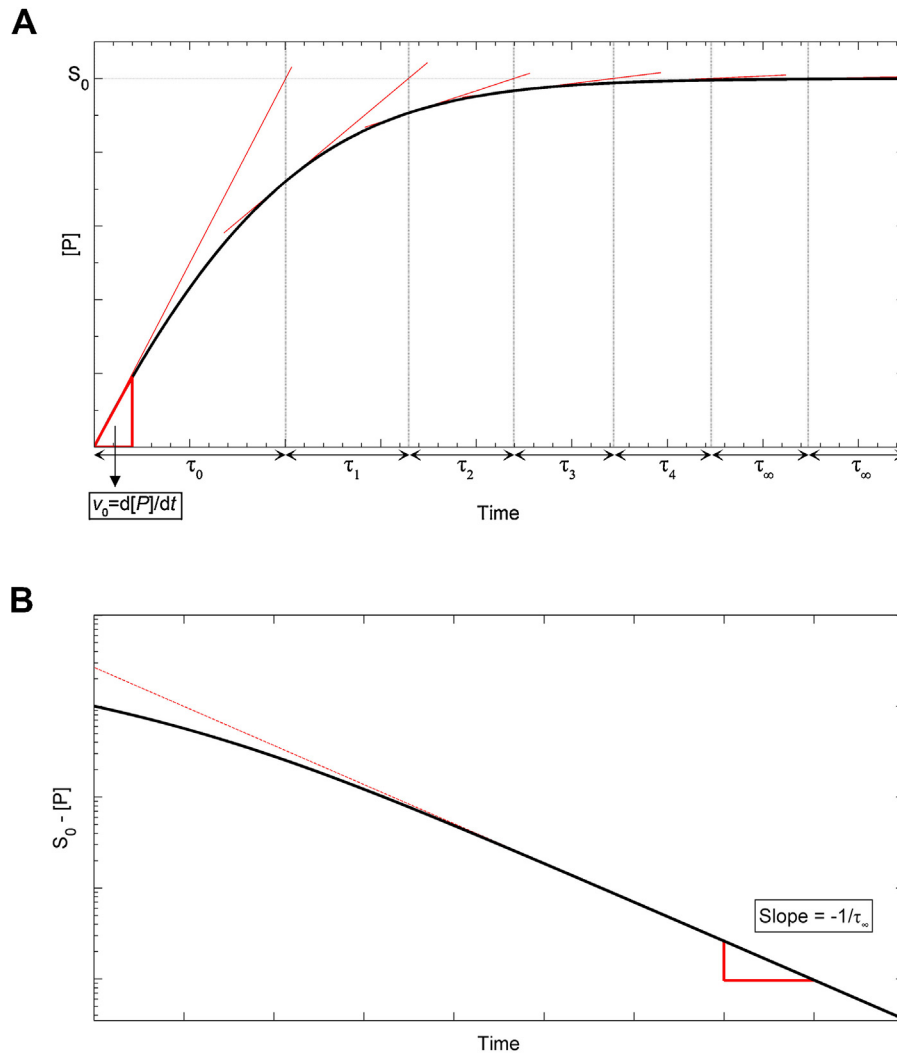 A
S₀
[P]
τ₀ τ₁ τ₂ τ₃ τ₄ τ∞ τ∞
v₀=d[P]/dt
Time
B
S₀ - [P]
Slope = -1/τ∞
Time